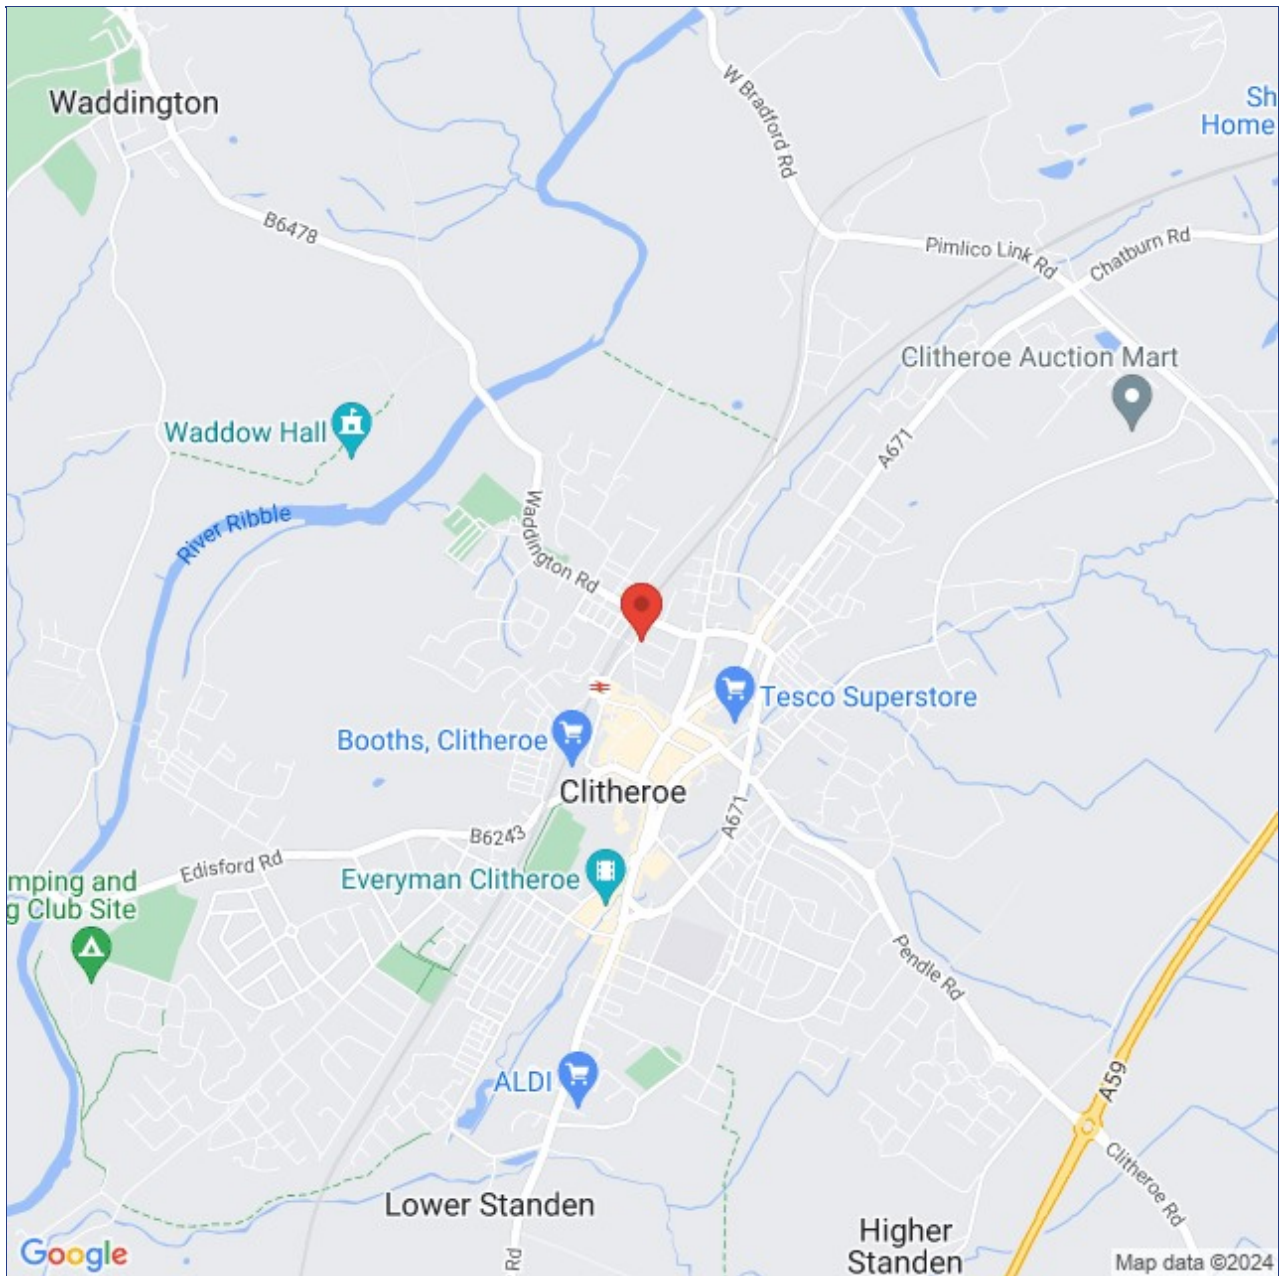 Waddington
W Bradford Rd
Sh
Home
B6478
Pimlico Link Rd
Chatburn Rd
Clitheroe Auction Mart
Waddow Hall
A671
River Ribble
Waddington Rd
Tesco Superstore
Booths, Clitheroe
Clitheroe
A671
B6243
Edisford Rd
Everyman Clitheroe
mping and
g Club Site
Pendle Rd
ALDI
A59
Clitheroe Rd
Lower Standen
Higher
Standen
Rd
Google
Map data ©2024